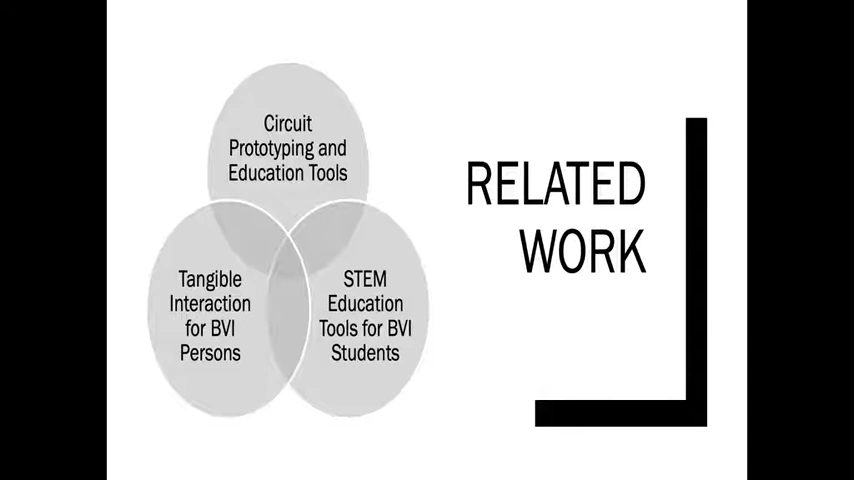 Circuit
Prototyping and
Education Tools
Tangible
Interaction
for BVI
Persons
STEM
Education
Tools for BVI
Students
RELATED
WORK